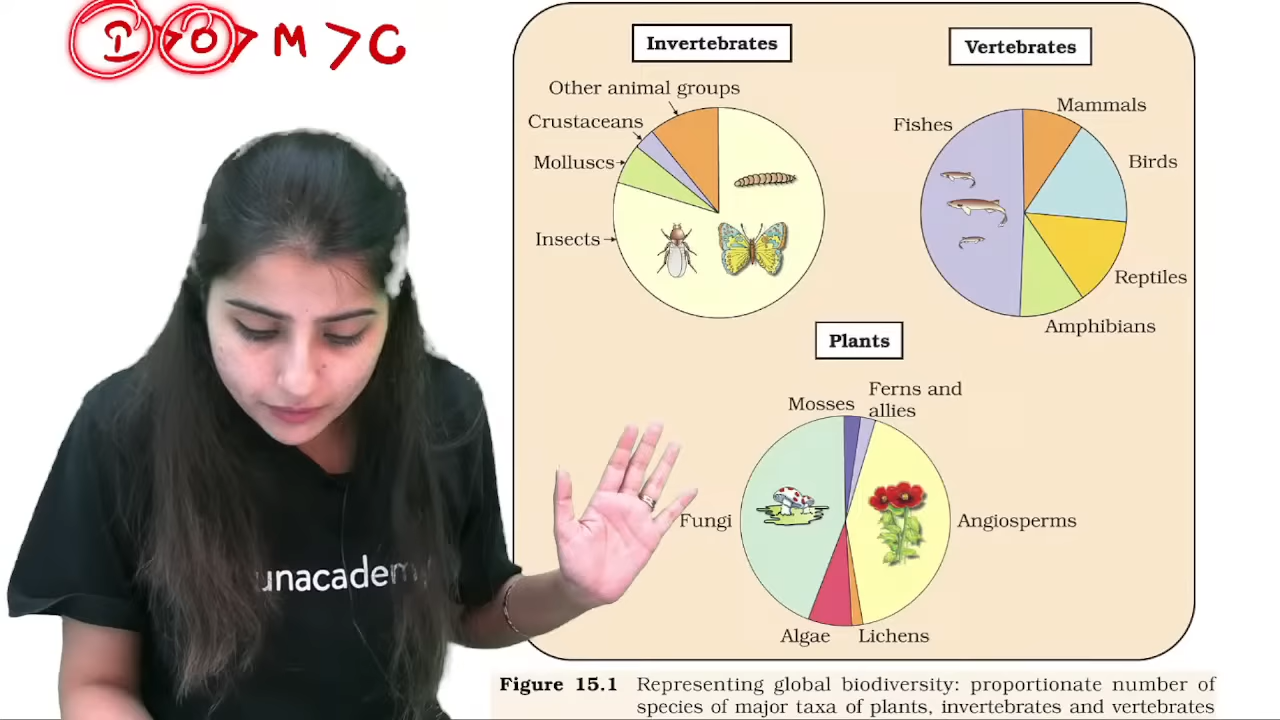 I > O > M > C
Invertebrates
Other animal groups
Crustaceans
Molluscs
Insects
Vertebrates
Fishes
Mammals
Birds
Reptiles
Amphibians
Plants
Mosses
Ferns and
allies
Fungi
Angiosperms
Algae
Lichens
unacademy
Figure 15.1 Representing global biodiversity: proportionate number of
species of major taxa of plants, invertebrates and vertebrates